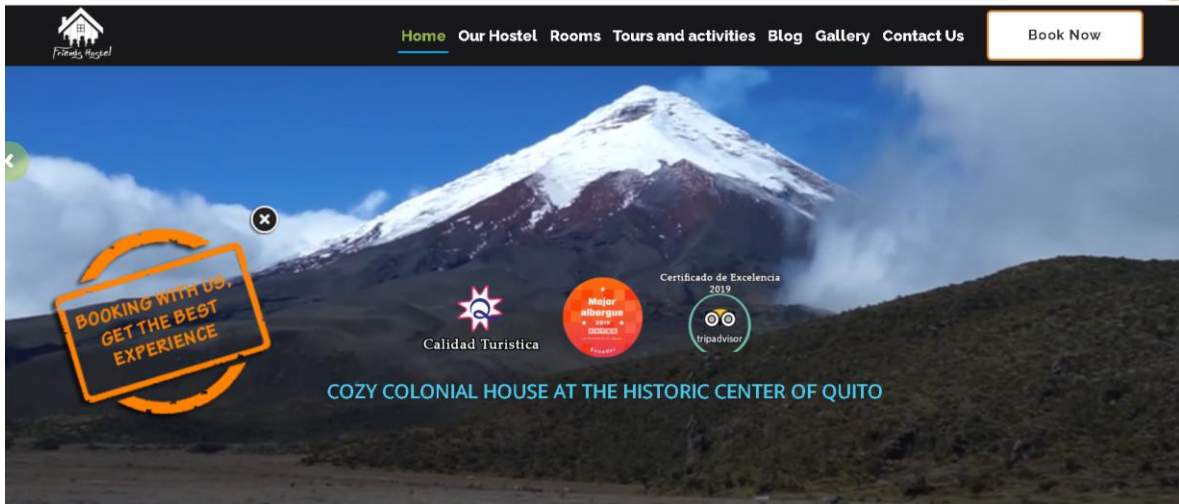 Friends Hostel
Home Our Hostel Rooms Tours and activities Blog Gallery Contact Us Book Now
BOOKING WITH US,
GET THE BEST
EXPERIENCE
Calidad Turistica
Mejor
albergue
2019
Ecuador
Certificado de Excelencia
2019
tripadvisor
COZY COLONIAL HOUSE AT THE HISTORIC CENTER OF QUITO